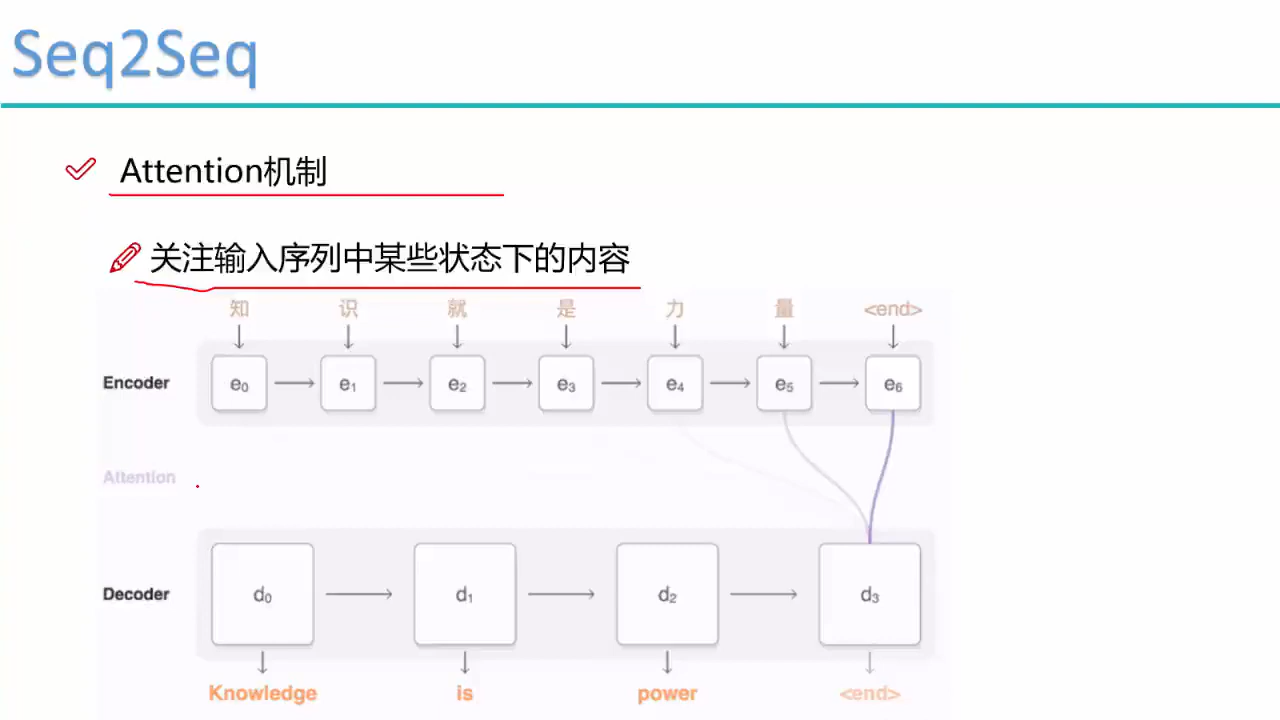 Seq2Seq
Attention机制
关注输入序列中某些状态下的内容
知 识 就 是 力 量 <end>
Encoder e₀ e₁ e₂ e₃ e₄ e₅ e₆
Attention
Decoder d₀ d₁ d₂ d₃
Knowledge is power <end>